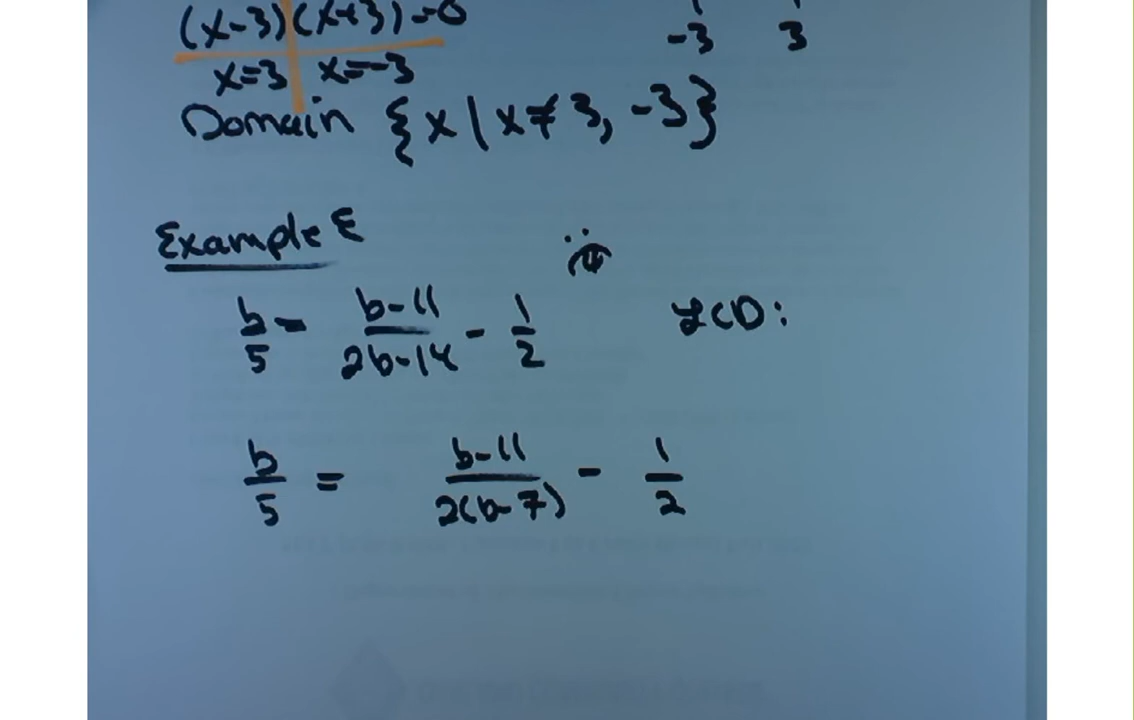 (x-3)(x+3)=0
-3 3
x=3 x=-3
Domain {x | x≠3, -3}
Example E
b/5 = (b-11)/(2b-14) - 1/2 LCD:
b/5 = (b-11)/(2(b-7)) - 1/2